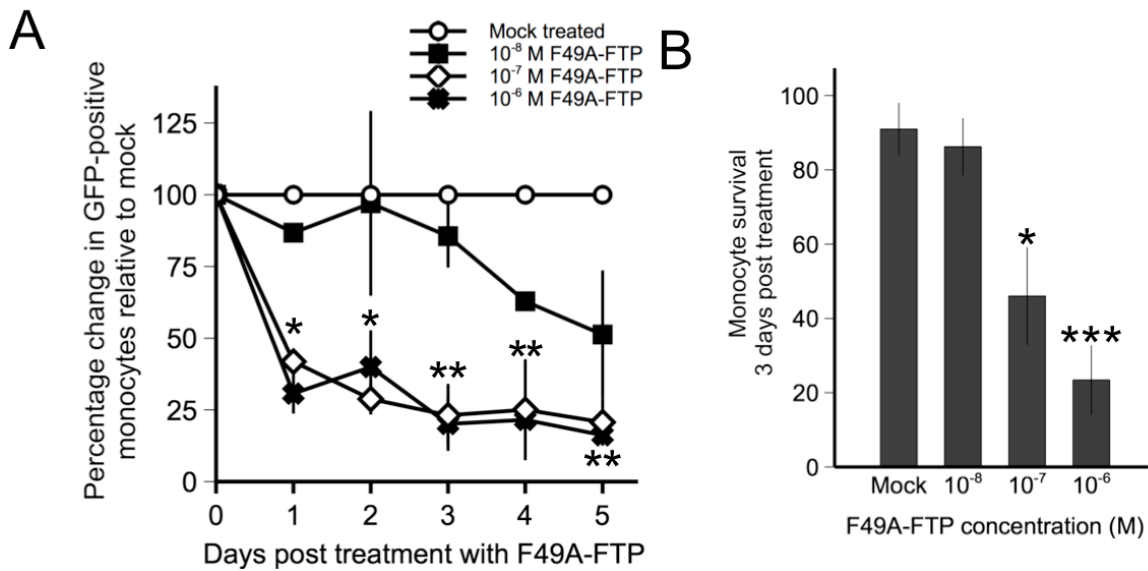 A
Mock treated
10⁻⁸ M F49A-FTP
10⁻⁷ M F49A-FTP
10⁻⁶ M F49A-FTP
Percentage change in GFP-positive
monocytes relative to mock
125
100
75
50
25
0
*
*
**
**
**
0 1 2 3 4 5
Days post treatment with F49A-FTP
B
Monocyte survival
3 days post treatment
100
80
60
40
20
0
*
***
Mock 10⁻⁸ 10⁻⁷ 10⁻⁶
F49A-FTP concentration (M)